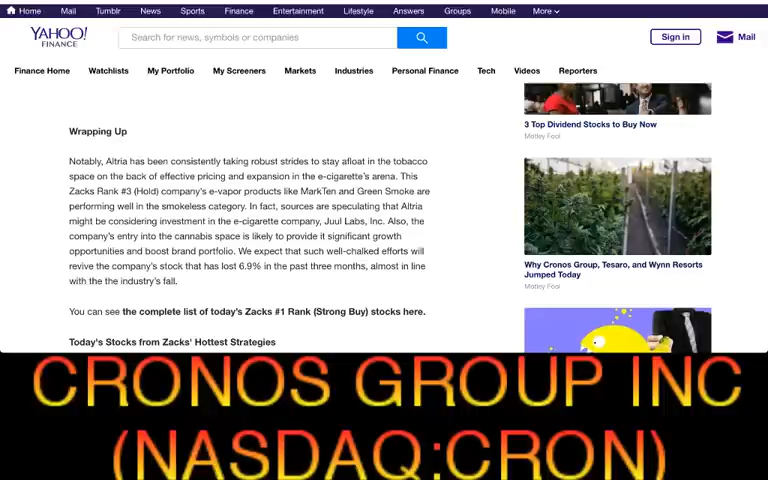 Home Mail Tumblr News Sports Finance Entertainment Lifestyle Answers Groups Mobile More
YAHOO!
FINANCE
Search for news, symbols or companies
Sign in
Mail
Finance Home Watchlists My Portfolio My Screeners Markets Industries Personal Finance Tech Videos Reporters
Wrapping Up
Notably, Altria has been consistently taking robust strides to stay afloat in the tobacco
space on the back of effective pricing and expansion in the e-cigarette's arena. This
Zacks Rank #3 (Hold) company's e-vapor products like MarkTen and Green Smoke are
performing well in the smokeless category. In fact, sources are speculating that Altria
might be considering investment in the e-cigarette company, Juul Labs, Inc. Also, the
company's entry into the cannabis space is likely to provide it significant growth
opportunities and boost brand portfolio. We expect that such well-chalked efforts will
revive the company's stock that has lost 6.9% in the past three months, almost in line
with the the industry's fall.
You can see the complete list of today's Zacks #1 Rank (Strong Buy) stocks here.
Today's Stocks from Zacks' Hottest Strategies
3 Top Dividend Stocks to Buy Now
Motley Fool
Why Cronos Group, Tesaro, and Wynn Resorts
Jumped Today
Motley Fool
CRONOS GROUP INC
(NASDAQ:CRON)